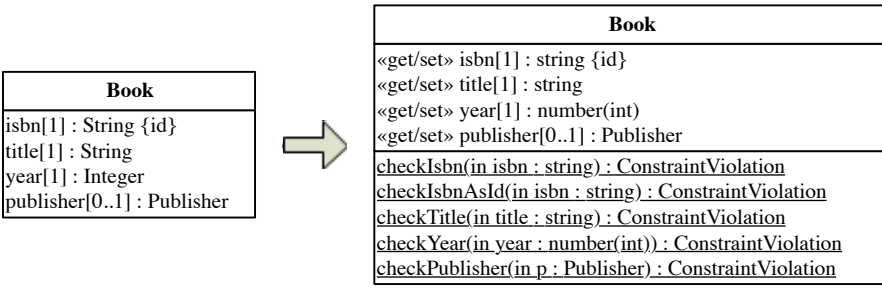 Book
isbn[1] : String {id}
title[1] : String
year[1] : Integer
publisher[0..1] : Publisher
Book
«get/set» isbn[1] : string {id}
«get/set» title[1] : string
«get/set» year[1] : number(int)
«get/set» publisher[0..1] : Publisher
checkIsbn(in isbn : string) : ConstraintViolation
checkIsbnAsId(in isbn : string) : ConstraintViolation
checkTitle(in title : string) : ConstraintViolation
checkYear(in year : number(int)) : ConstraintViolation
checkPublisher(in p : Publisher) : ConstraintViolation